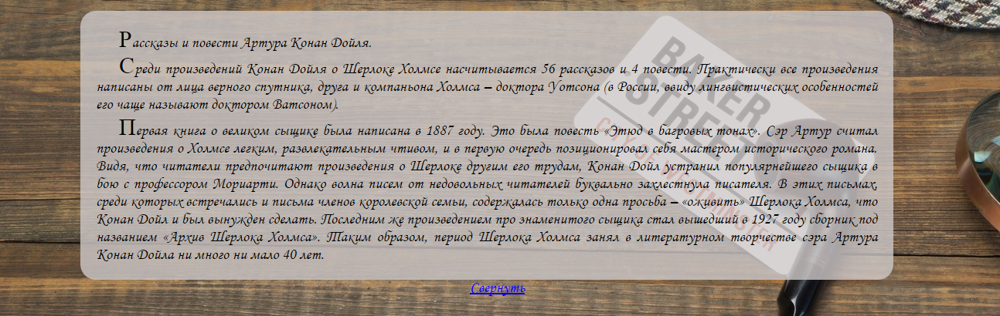 Рассказы и повести Артура Конан Дойля.
Среди произведений Конан Дойля о Шерлоке Холмсе насчитывается 56 рассказов и 4 повести. Практически все произведения
написаны от лица верного спутника, друга и компаньона Холмса – доктора Уотсона (в России, ввиду лингвистических особенностей
его чаще называют доктором Ватсоном).
Первая книга о великом сыщике была написана в 1887 году. Это была повесть «Этюд в багровых тонах». Сэр Артур считал
произведения о Холмсе легким, развлекательным чтивом, и в первую очередь позиционировал себя мастером исторического романа.
Видя, что читатели предпочитают произведения о Шерлоке другим его трудам, Конан Дойл устранил популярнейшего сыщика в
бою с профессором Мориарти. Однако волна писем от недовольных читателей буквально захлестнула писателя. В этих письмах,
среди которых встречались и письма членов королевской семьи, содержалась только одна просьба – «оживить» Шерлока Холмса, что
Конан Дойл и был вынужден сделать. Последним же произведением про знаменитого сыщика стал вышедший в 1927 году сборник под
названием «Архив Шерлока Холмса». Таким образом, период Шерлока Холмса занял в литературном творчестве сэра Артура
Конан Дойла ни много ни мало 40 лет.
Свернуть
BAKER
STREET
CITY OF WESTMINSTER